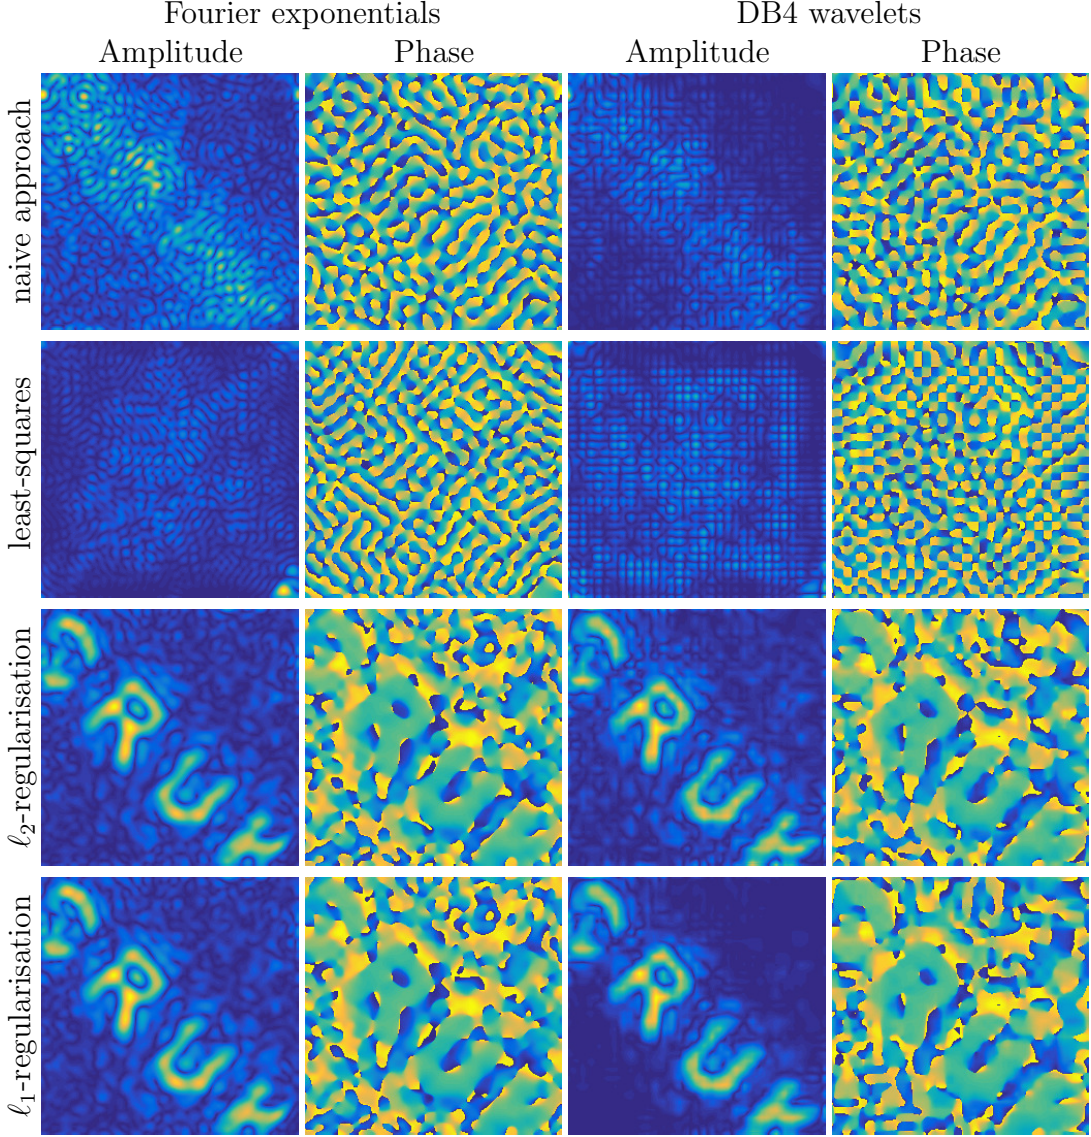 Fourier exponentials DB4 wavelets
Amplitude Phase Amplitude Phase
naive approach
least-squares
ℓ₂-regularisation
R
U
ℓ₁-regularisation
R
U